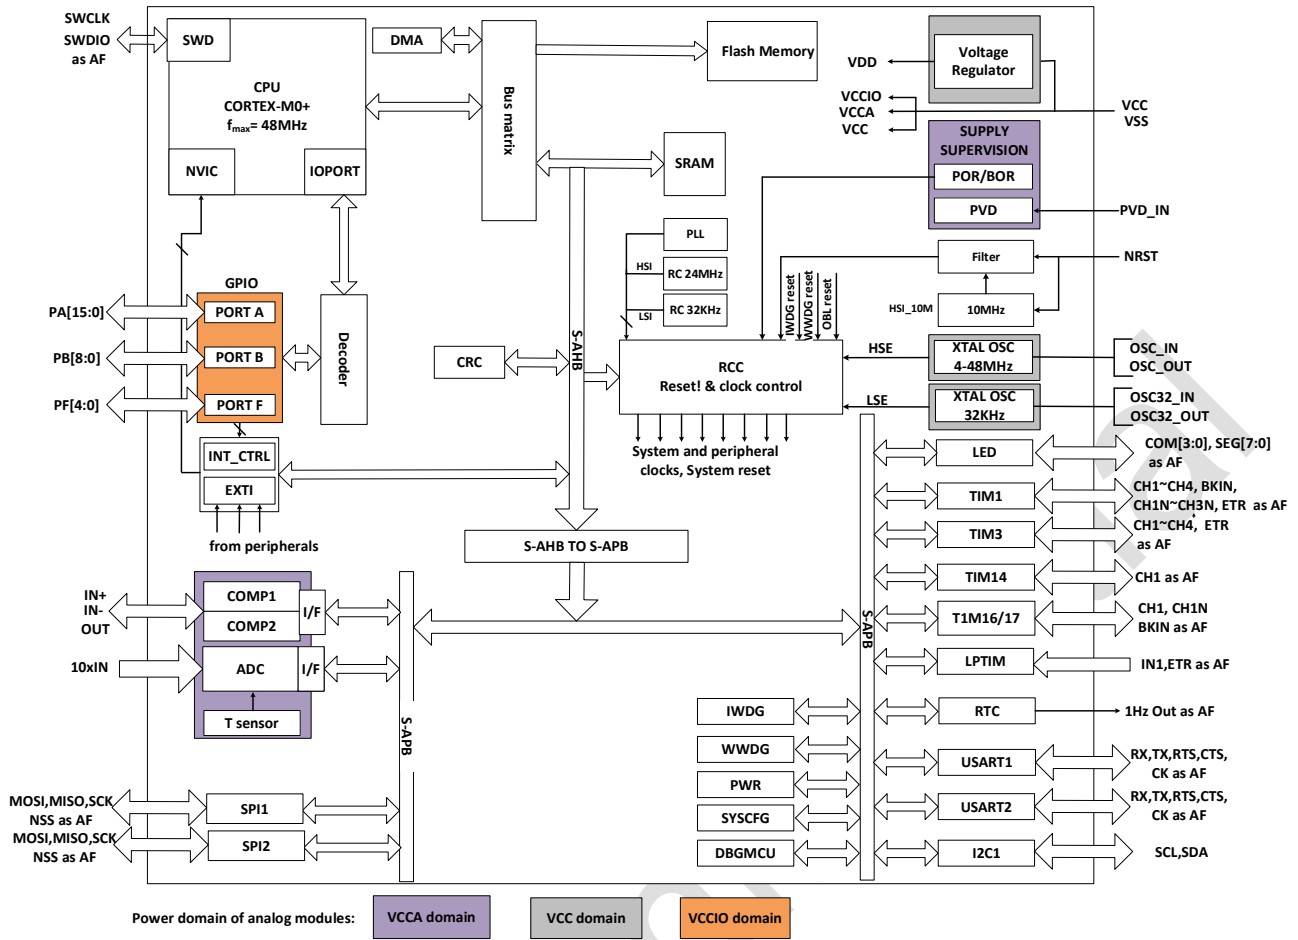 SWCLK
SWDIO
as AF
SWD
CPU
CORTEX-M0+
fmax= 48MHz
NVIC
IOPORT
DMA
Bus matrix
Flash Memory
SRAM
VDD
Voltage
Regulator
VCCIO
VCCA
VCC
VCC
VSS
SUPPLY
SUPERVISION
POR/BOR
PVD
PVD_IN
Filter
NRST
HSI_10M
10MHz
PLL
HSI
RC 24MHz
LSI
RC 32KHz
IWDG reset
WWDG reset
OBL reset
GPIO
PA[15:0]
PORT A
PB[8:0]
PORT B
PF[4:0]
PORT F
Decoder
CRC
S-AHB
RCC
Reset! & clock control
HSE
XTAL OSC
4-48MHz
OSC_IN
OSC_OUT
LSE
XTAL OSC
32KHz
OSC32_IN
OSC32_OUT
System and peripheral
clocks, System reset
INT_CTRL
EXTI
from peripherals
S-AHB TO S-APB
IN+
IN-
OUT
COMP1
COMP2
I/F
10xIN
ADC
I/F
T sensor
S-APB
S-APB
MOSI,MISO,SCK
NSS as AF
SPI1
MOSI,MISO,SCK
NSS as AF
SPI2
IWDG
WWDG
PWR
SYSCFG
DBGMCU
LED
COM[3:0], SEG[7:0]
as AF
TIM1
CH1~CH4, BKIN,
CH1N~CH3N, ETR as AF
TIM3
CH1~CH4, ETR
as AF
TIM14
CH1 as AF
T1M16/17
CH1, CH1N
BKIN as AF
LPTIM
IN1,ETR as AF
RTC
1Hz Out as AF
USART1
RX,TX,RTS,CTS,
CK as AF
USART2
RX,TX,RTS,CTS,
CK as AF
I2C1
SCL,SDA
Power domain of analog modules:
VCCA domain
VCC domain
VCCIO domain